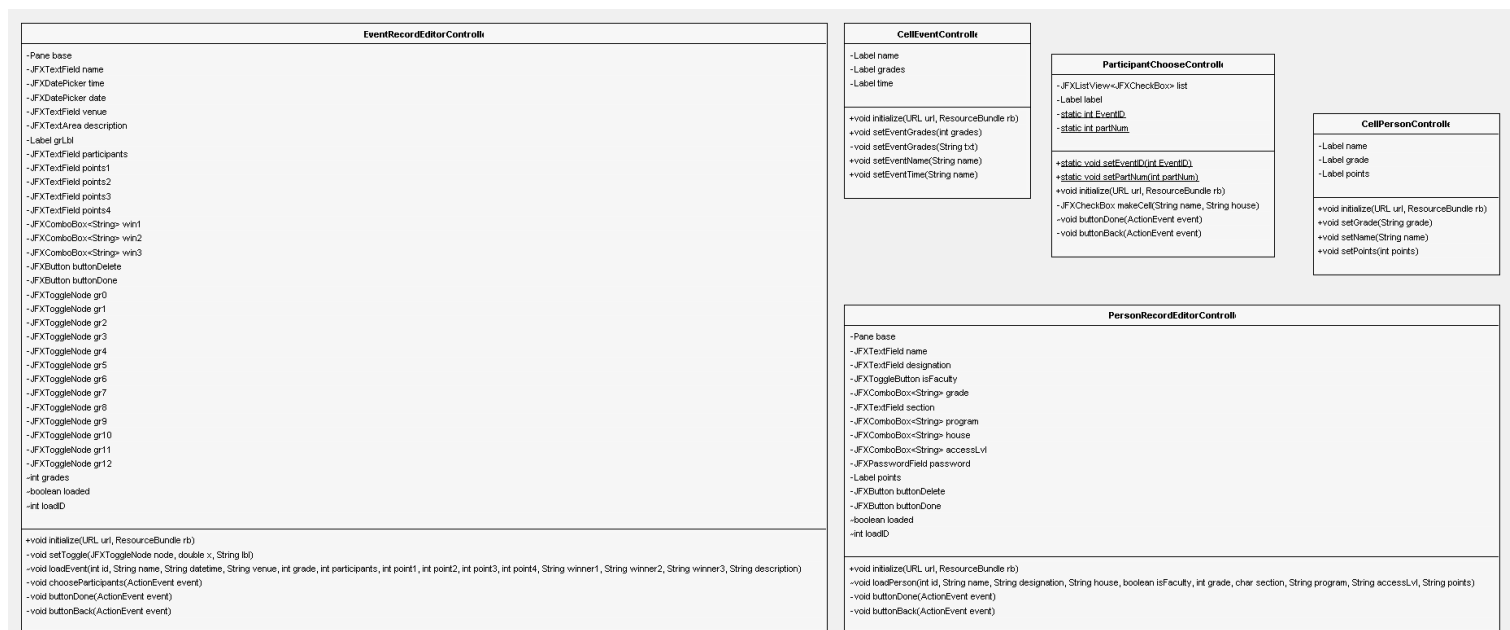 EventRecordEditorControlle
-Pane base
-JFXTextField name
-JFXDatePicker time
-JFXDatePicker date
-JFXTextField venue
-JFXTextArea description
-Label grLbl
-JFXTextField participants
-JFXTextField points1
-JFXTextField points2
-JFXTextField points3
-JFXTextField points4
-JFXComboBox<String> win1
-JFXComboBox<String> win2
-JFXComboBox<String> win3
-JFXButton buttonDelete
-JFXButton buttonDone
-JFXToggleNode gr0
-JFXToggleNode gr1
-JFXToggleNode gr2
-JFXToggleNode gr3
-JFXToggleNode gr4
-JFXToggleNode gr5
-JFXToggleNode gr6
-JFXToggleNode gr7
-JFXToggleNode gr8
-JFXToggleNode gr9
-JFXToggleNode gr10
-JFXToggleNode gr11
-JFXToggleNode gr12
~int grades
~boolean loaded
~int loadID
+void initialize(URL url, ResourceBundle rb)
-void setToggle(JFXToggleNode node, double x, String lbl)
~void loadEvent(int id, String name, String datetime, String venue, int grade, int participants, int point1, int point2, int point3, int point4, String winner1, String winner2, String winner3, String description)
-void chooseParticipants(ActionEvent event)
-void buttonDone(ActionEvent event)
-void buttonBack(ActionEvent event)
CellEventControlle
-Label name
-Label grades
-Label time
+void initialize(URL url, ResourceBundle rb)
+void setEventGrades(int grades)
-void setEventGrades(String txt)
+void setEventName(String name)
+void setEventTime(String name)
ParticipantChooseControlle
-JFXListView<JFXCheckBox> list
-Label label
-static int EventID
-static int partNum
+static void setEventID(int EventID)
+static void setPartNum(int partNum)
+void initialize(URL url, ResourceBundle rb)
-JFXCheckBox makeCell(String name, String house)
-void buttonDone(ActionEvent event)
-void buttonBack(ActionEvent event)
CellPersonControlle
-Label name
-Label grade
-Label points
+void initialize(URL url, ResourceBundle rb)
+void setGrade(String grade)
+void setName(String name)
+void setPoints(int points)
PersonRecordEditorControlle
-Pane base
-JFXTextField name
-JFXTextField designation
-JFXToggleButton isFaculty
-JFXComboBox<String> grade
-JFXTextField section
-JFXComboBox<String> program
-JFXComboBox<String> house
-JFXComboBox<String> accessLvl
-JFXPasswordField password
-Label points
-JFXButton buttonDelete
-JFXButton buttonDone
~boolean loaded
~int loadID
+void initialize(URL url, ResourceBundle rb)
~void loadPerson(int id, String name, String designation, String house, boolean isFaculty, int grade, char section, String program, String accessLvl, String points)
-void buttonDone(ActionEvent event)
-void buttonBack(ActionEvent event)